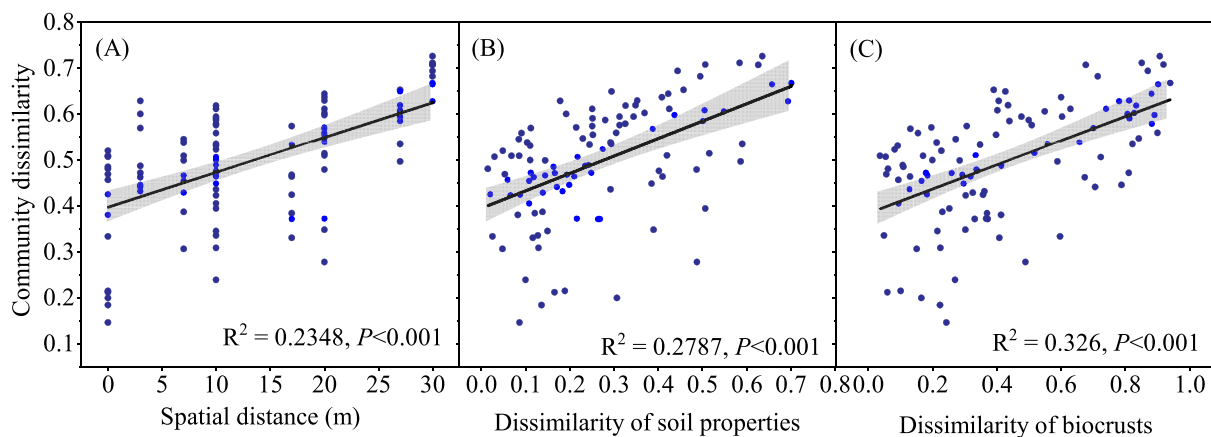 Community dissimilarity
0.8
0.7
0.6
0.5
0.4
0.3
0.2
0.1
(A)
R² = 0.2348, P<0.001
0 5 10 15 20 25 30
Spatial distance (m)
(B)
R² = 0.2787, P<0.001
0.0 0.1 0.2 0.3 0.4 0.5 0.6 0.7 0.8
Dissimilarity of soil properties
(C)
R² = 0.326, P<0.001
0.0 0.2 0.4 0.6 0.8 1.0
Dissimilarity of biocrusts